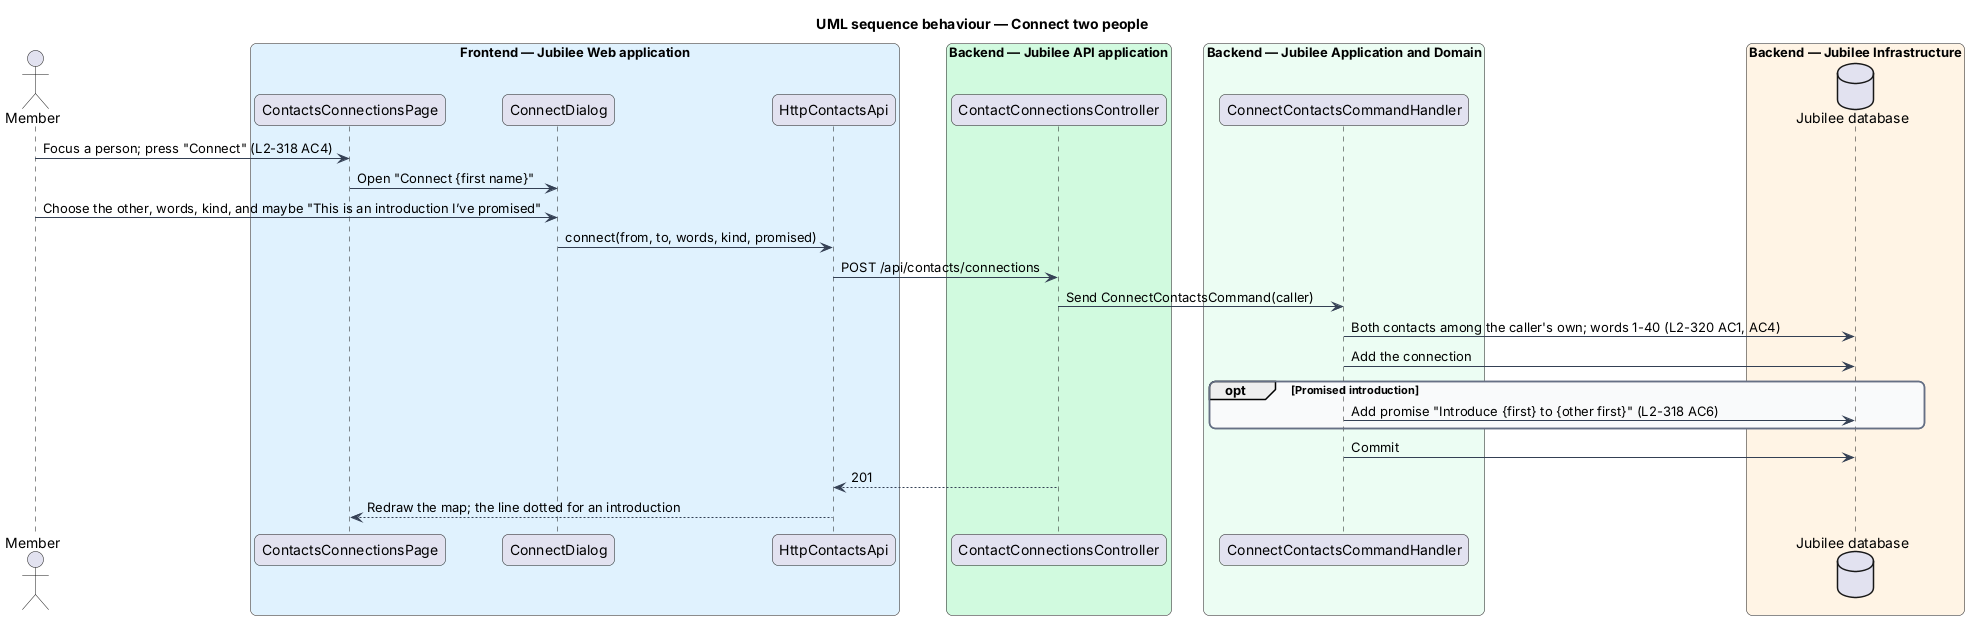 UML sequence behaviour — Connect two people
Frontend — Jubilee Web application
Backend — Jubilee API application
Backend — Jubilee Application and Domain
Backend — Jubilee Infrastructure
Member
ContactsConnectionsPage
ConnectDialog
HttpContactsApi
ContactConnectionsController
ConnectContactsCommandHandler
Jubilee database
Focus a person; press "Connect" (L2-318 AC4)
Open "Connect {first name}"
Choose the other, words, kind, and maybe "This is an introduction I’ve promised"
connect(from, to, words, kind, promised)
POST /api/contacts/connections
Send ConnectContactsCommand(caller)
Both contacts among the caller's own; words 1-40 (L2-320 AC1, AC4)
Add the connection
opt
[Promised introduction]
Add promise "Introduce {first} to {other first}" (L2-318 AC6)
Commit
201
Redraw the map; the line dotted for an introduction
Member
ContactsConnectionsPage
ConnectDialog
HttpContactsApi
ContactConnectionsController
ConnectContactsCommandHandler
Jubilee database